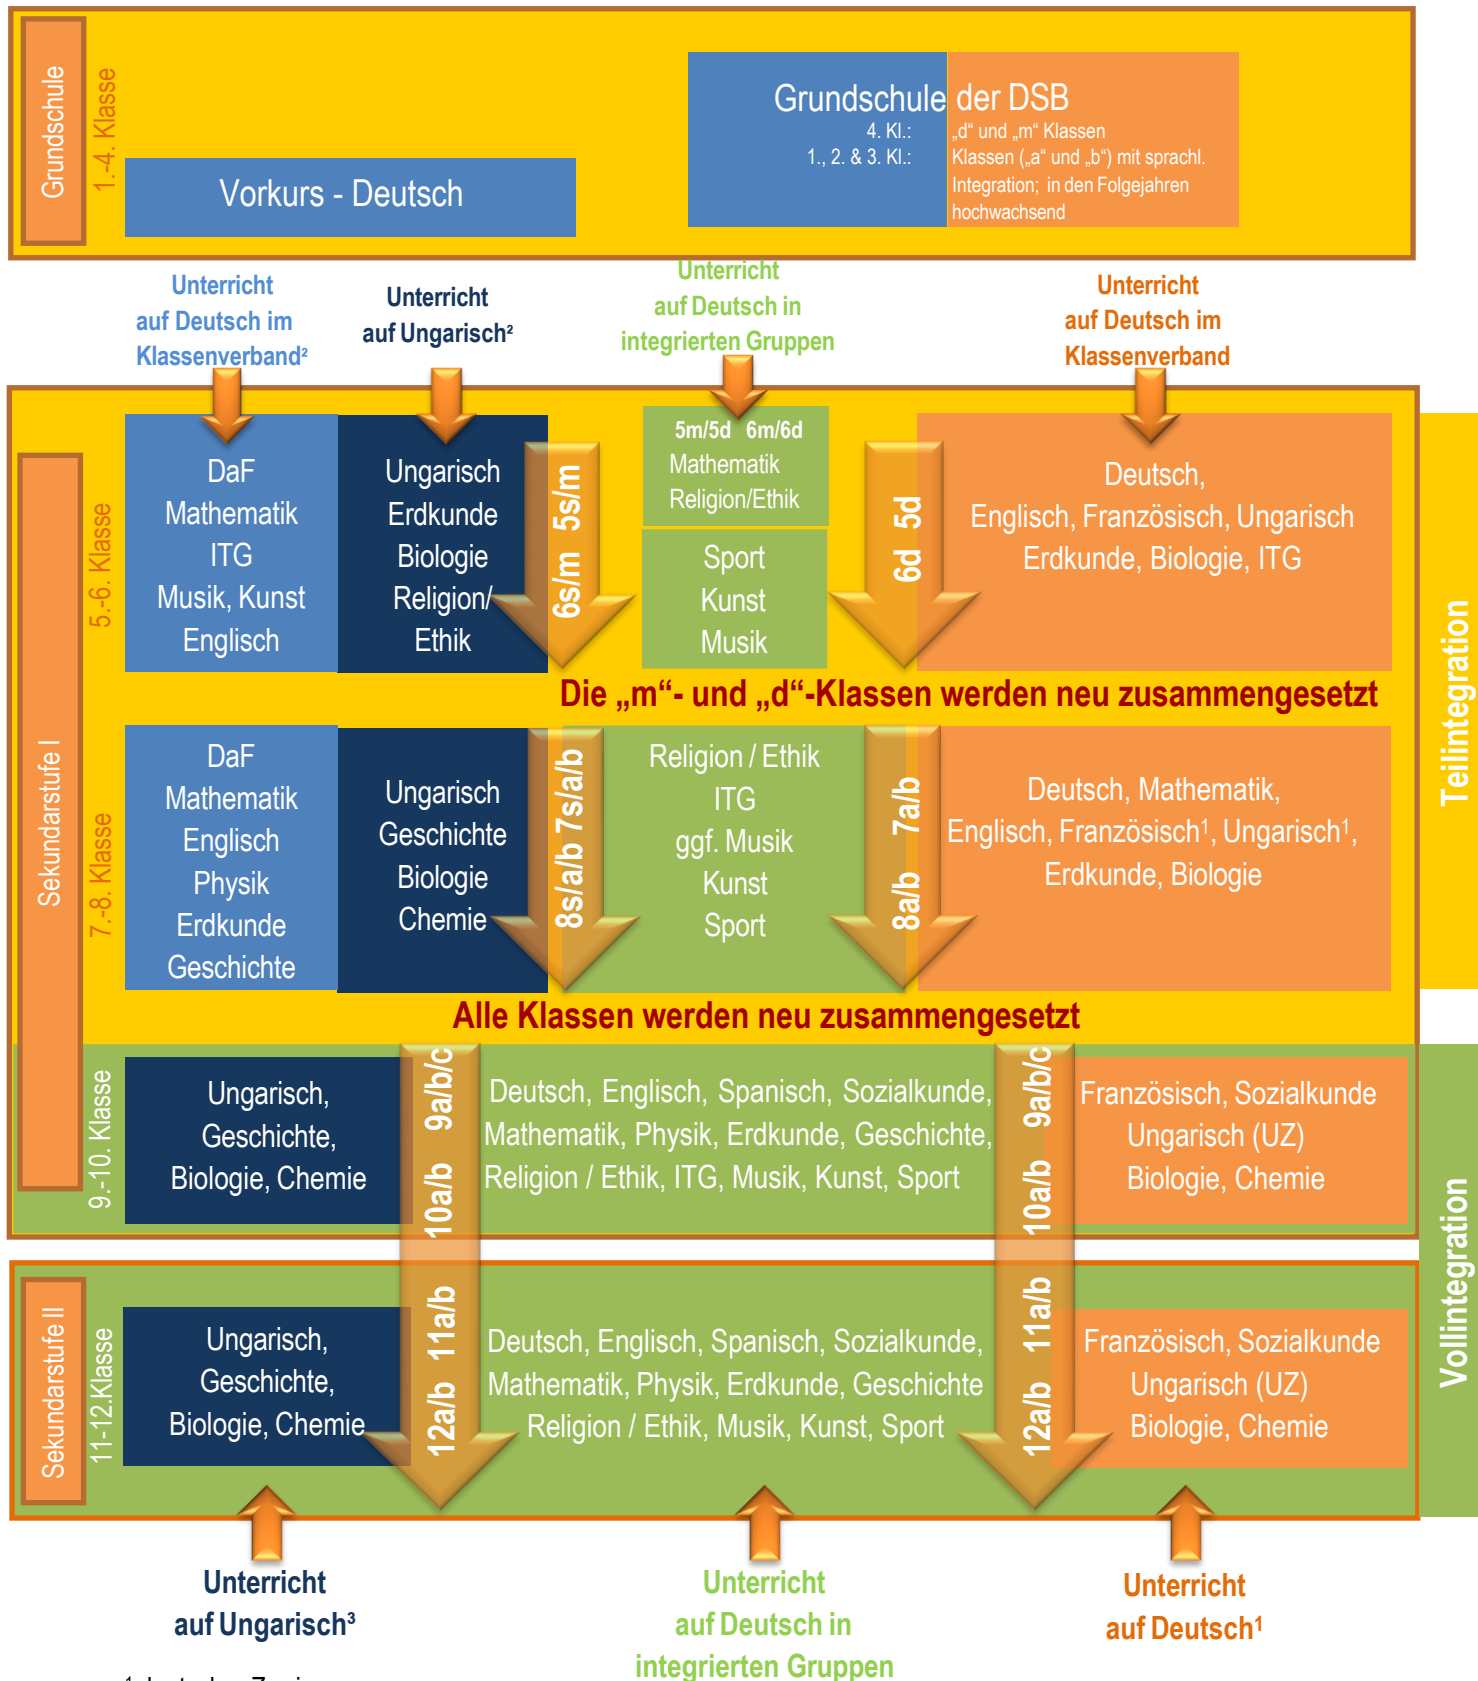 Grundschule
1.-4. Klasse
Vorkurs - Deutsch
Grundschule der DSB
4. Kl.: „d“ und „m“ Klassen
1., 2. & 3. Kl.: Klassen („a“ und „b“) mit sprachl.
Integration; in den Folgejahren
hochwachsend
Unterricht
auf Deutsch im
Klassenverband²
Unterricht
auf Ungarisch²
Unterricht
auf Deutsch in
integrierten Gruppen
Unterricht
auf Deutsch im
Klassenverband
Sekundarstufe I
5.-6. Klasse
DaF
Mathematik
ITG
Musik, Kunst
Englisch
Ungarisch
Erdkunde
Biologie
Religion/
Ethik
6s/m 5s/m
5m/5d 6m/6d
Mathematik
Religion/Ethik
Sport
Kunst
Musik
6d 5d
Deutsch,
Englisch, Französisch, Ungarisch
Erdkunde, Biologie, ITG
Teilintegration
Die „m“- und „d“-Klassen werden neu zusammengesetzt
7.-8. Klasse
DaF
Mathematik
Englisch
Physik
Erdkunde
Geschichte
Ungarisch
Geschichte
Biologie
Chemie
8s/a/b 7s/a/b
Religion / Ethik
ITG
ggf. Musik
Kunst
Sport
8a/b 7a/b
Deutsch, Mathematik,
Englisch, Französisch¹, Ungarisch¹,
Erdkunde, Biologie
Alle Klassen werden neu zusammengesetzt
9.-10. Klasse
Ungarisch,
Geschichte,
Biologie, Chemie
10a/b 9a/b/c
Deutsch, Englisch, Spanisch, Sozialkunde,
Mathematik, Physik, Erdkunde, Geschichte,
Religion / Ethik, ITG, Musik, Kunst, Sport
10a/b 9a/b/c
Französisch, Sozialkunde
Ungarisch (UZ)
Biologie, Chemie
Vollintegration
Sekundarstufe II
11-12.Klasse
Ungarisch,
Geschichte,
Biologie, Chemie
12a/b 11a/b
Deutsch, Englisch, Spanisch, Sozialkunde,
Mathematik, Physik, Erdkunde, Geschichte
Religion / Ethik, Musik, Kunst, Sport
12a/b 11a/b
Französisch, Sozialkunde
Ungarisch (UZ)
Biologie, Chemie
Unterricht
auf Ungarisch³
Unterricht
auf Deutsch in
integrierten Gruppen
Unterricht
auf Deutsch¹